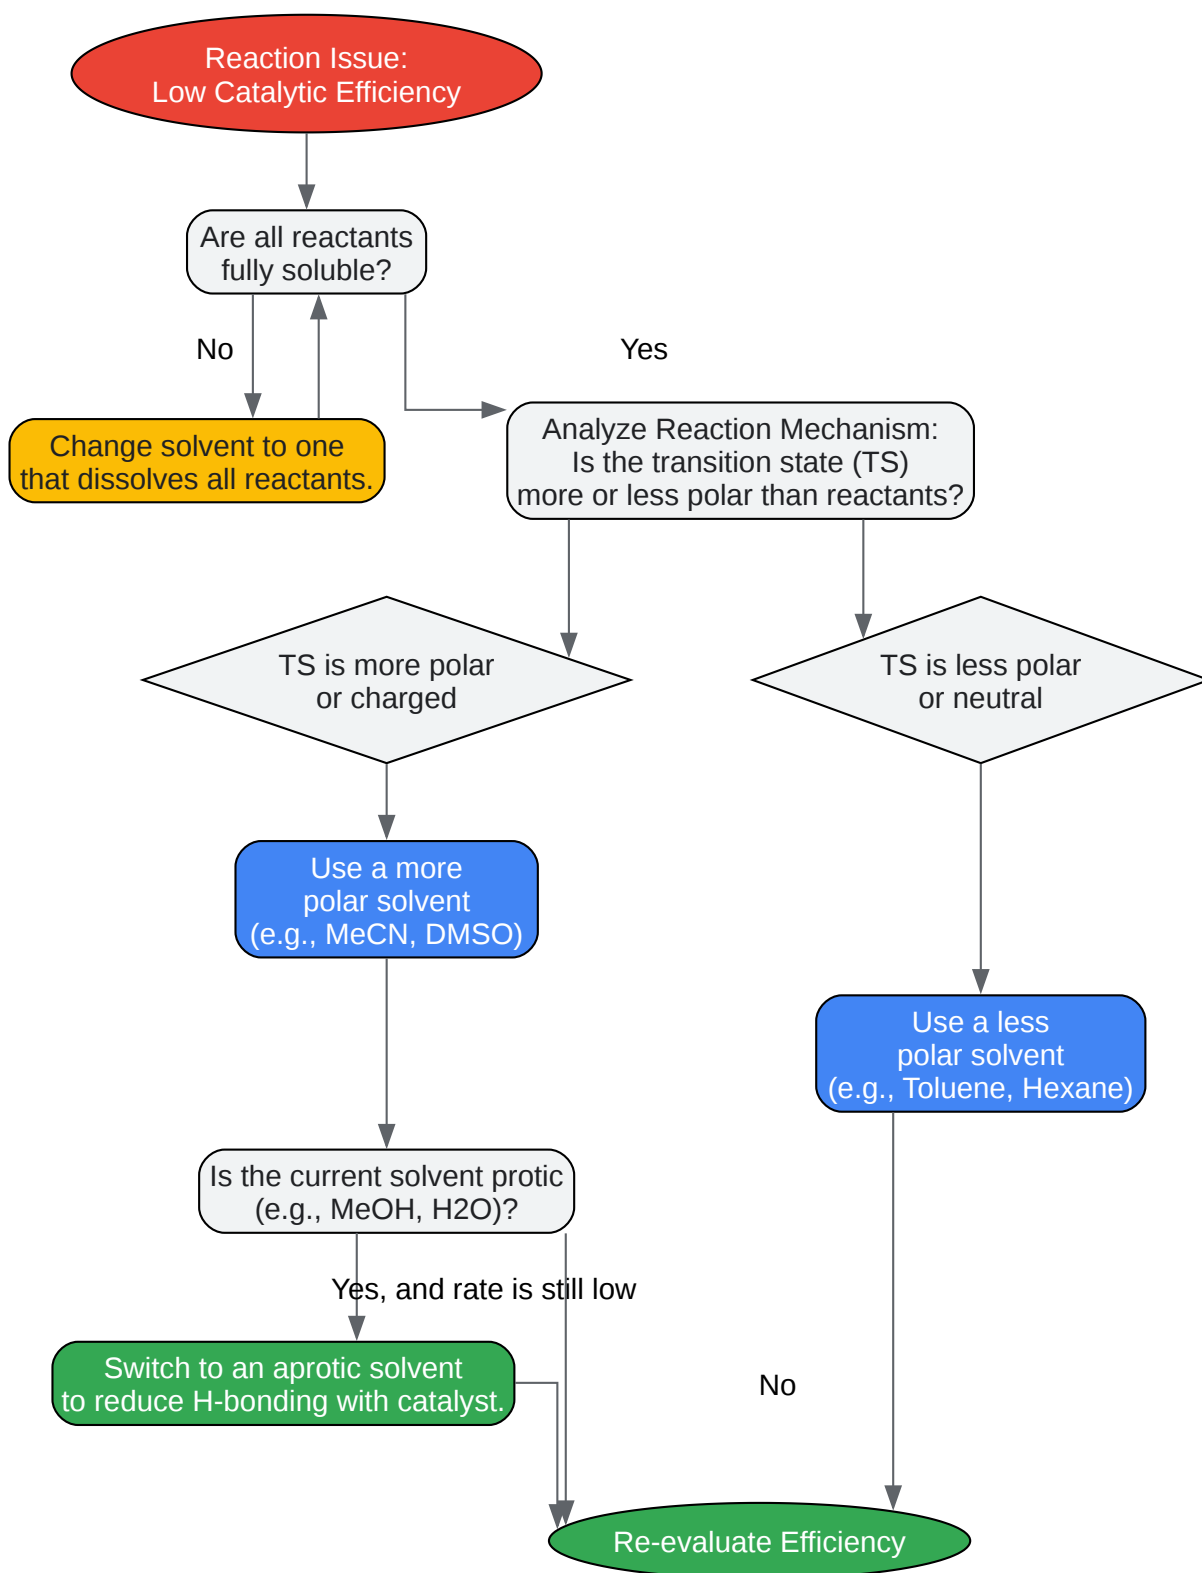 Reaction Issue:
Low Catalytic Efficiency
Are all reactants
fully soluble?
No
Yes
Change solvent to one
that dissolves all reactants.
Analyze Reaction Mechanism:
Is the transition state (TS)
more or less polar than reactants?
TS is more polar
or charged
TS is less polar
or neutral
Use a more
polar solvent
(e.g., MeCN, DMSO)
Use a less
polar solvent
(e.g., Toluene, Hexane)
Is the current solvent protic
(e.g., MeOH, H2O)?
Yes, and rate is still low
Switch to an aprotic solvent
to reduce H-bonding with catalyst.
No
Re-evaluate Efficiency